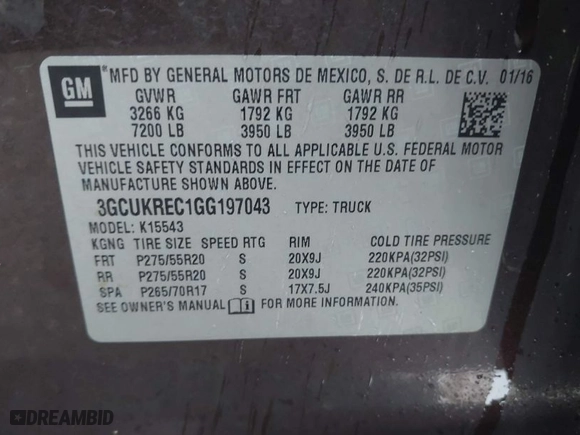 GM
MFD BY GENERAL MOTORS DE MEXICO, S. DE R.L. DE C.V. 01/16
GVWR GAWR FRT GAWR RR
3266 KG 1792 KG 1792 KG
7200 LB 3950 LB 3950 LB
THIS VEHICLE CONFORMS TO ALL APPLICABLE U.S. FEDERAL MOTOR
VEHICLE SAFETY STANDARDS IN EFFECT ON THE DATE OF
MANUFACTURE SHOWN ABOVE.
3GCUKREC1GG197043 TYPE: TRUCK
MODEL: K15543
KGNG TIRE SIZE SPEED RTG RIM COLD TIRE PRESSURE
FRT P275/55R20 S 20X9J 220KPA(32PSI)
RR P275/55R20 S 20X9J 220KPA(32PSI)
SPA P265/70R17 S 17X7.5J 240KPA(35PSI)
SEE OWNER'S MANUAL FOR MORE INFORMATION.
DREAMBID